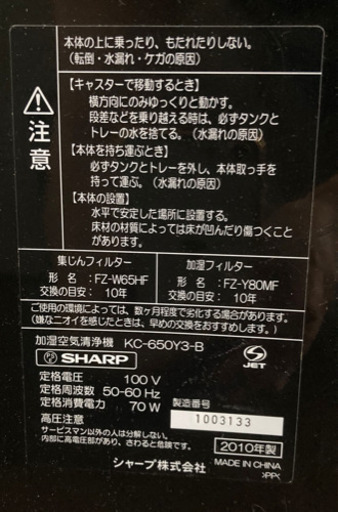 本体の上に乗ったり、もたれたりしない。
（転倒・水漏れ・ケガの原因）
注意
【キャスターで移動するとき】
横方向にのみゆっくりと動かす。
段差などを乗り越える時は、必ずタンクと
トレーの水を捨てる。（水漏れの原因）
【本体を持ち運ぶとき】
必ずタンクとトレーを外し、本体取っ手を
持って運ぶ。（水漏れの原因）
【本体の設置】
水平で安定した場所に設置する。
床材の材質によっては床が凹んだり傷つくこと
があります。
集じんフィルター
形 名： FZ-W65HF
交換の目安： 10年
加湿フィルター
形 名： FZ-Y80MF
交換の目安： 10年
ご使用の環境によっては、数ヶ月程度で劣化する場合があります。
（嫌なニオイを感じたときは、早めの交換をおすすめします。）
加湿空気清浄機 KC-650Y3-B
SHARP
JET
定格電圧 100 V
定格周波数 50-60 Hz
定格消費電力 70 W
製造番号
1003133
高圧注意
サービスマン以外の人は分解しないでください。
内部に高電圧部があり、さわると危険です。
2010年製
シャープ株式会社
MADE IN CHINA
>PP<